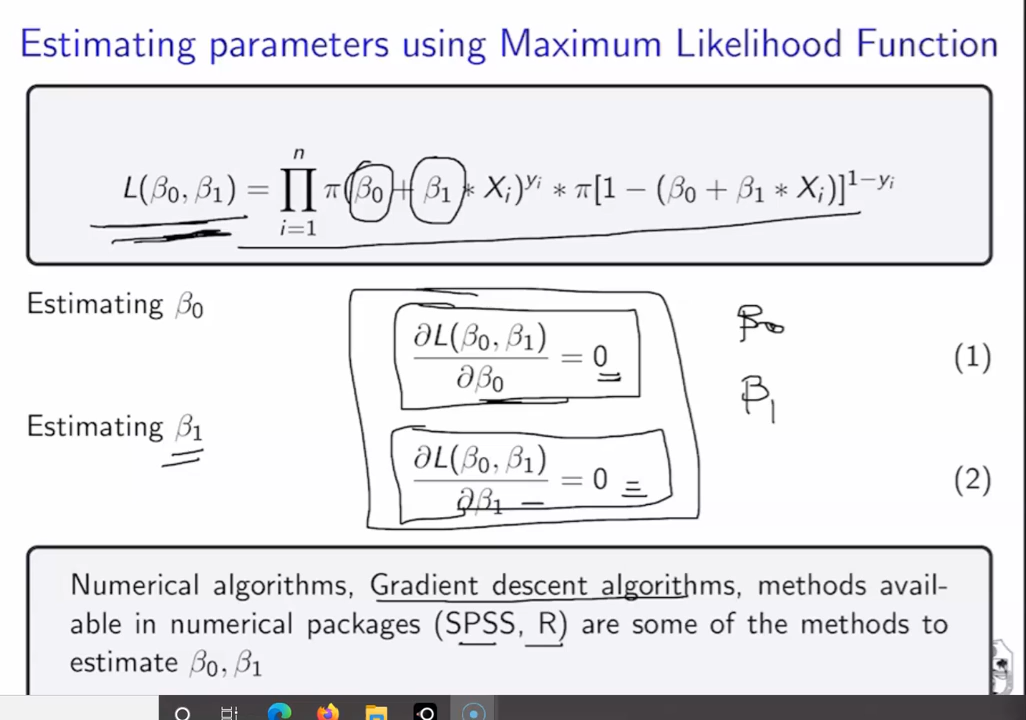 Estimating parameters using Maximum Likelihood Function
L(β₀, β₁) = ∏ᵢ₌₁ⁿ π(β₀ + β₁ * Xᵢ)^yᵢ * π[1 − (β₀ + β₁ * Xᵢ)]^1−yᵢ
Estimating β₀
∂L(β₀, β₁)/∂β₀ = 0
β₀
(1)
β₁
Estimating β₁
∂L(β₀, β₁)/∂β₁ = 0
(2)
Numerical algorithms, Gradient descent algorithms, methods avail-
able in numerical packages (SPSS, R) are some of the methods to
estimate β₀, β₁